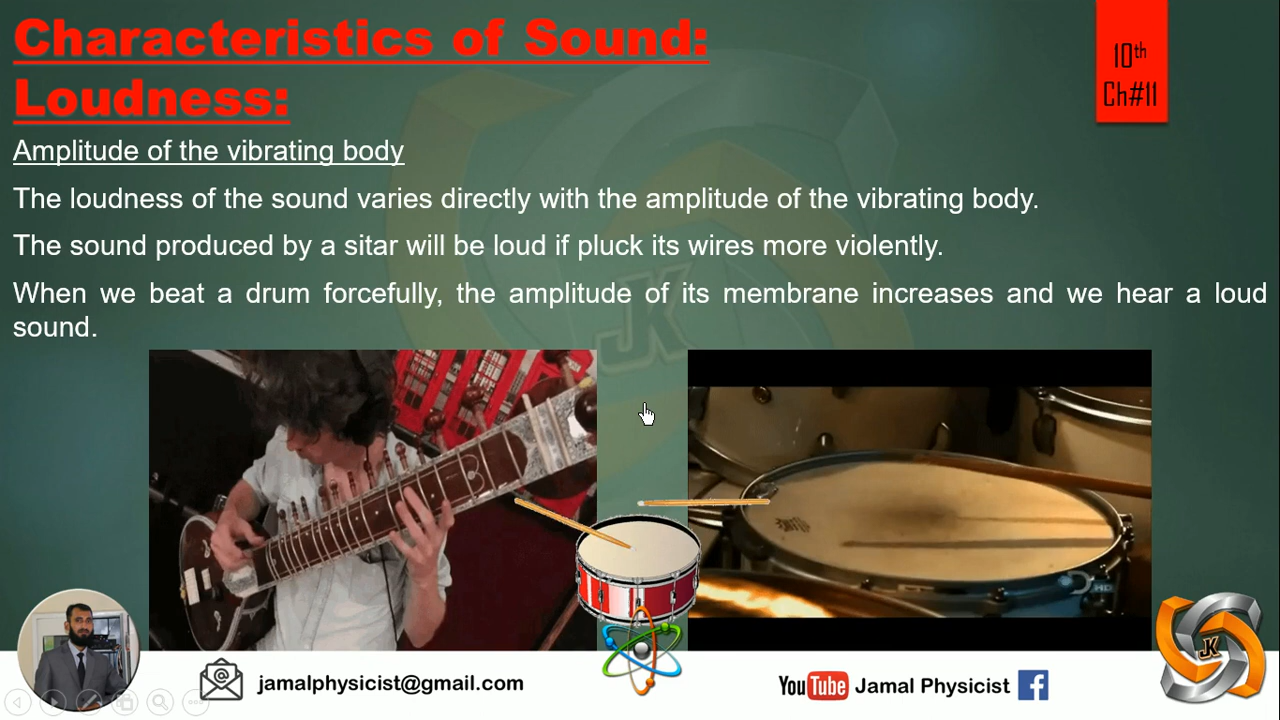 Characteristics of Sound:
Loudness:
10th
Ch#11
Amplitude of the vibrating body
The loudness of the sound varies directly with the amplitude of the vibrating body.
The sound produced by a sitar will be loud if pluck its wires more violently.
When we beat a drum forcefully, the amplitude of its membrane increases and we hear a loud
sound.
JK
jamalphysicist@gmail.com
YouTube Jamal Physicist f
JK